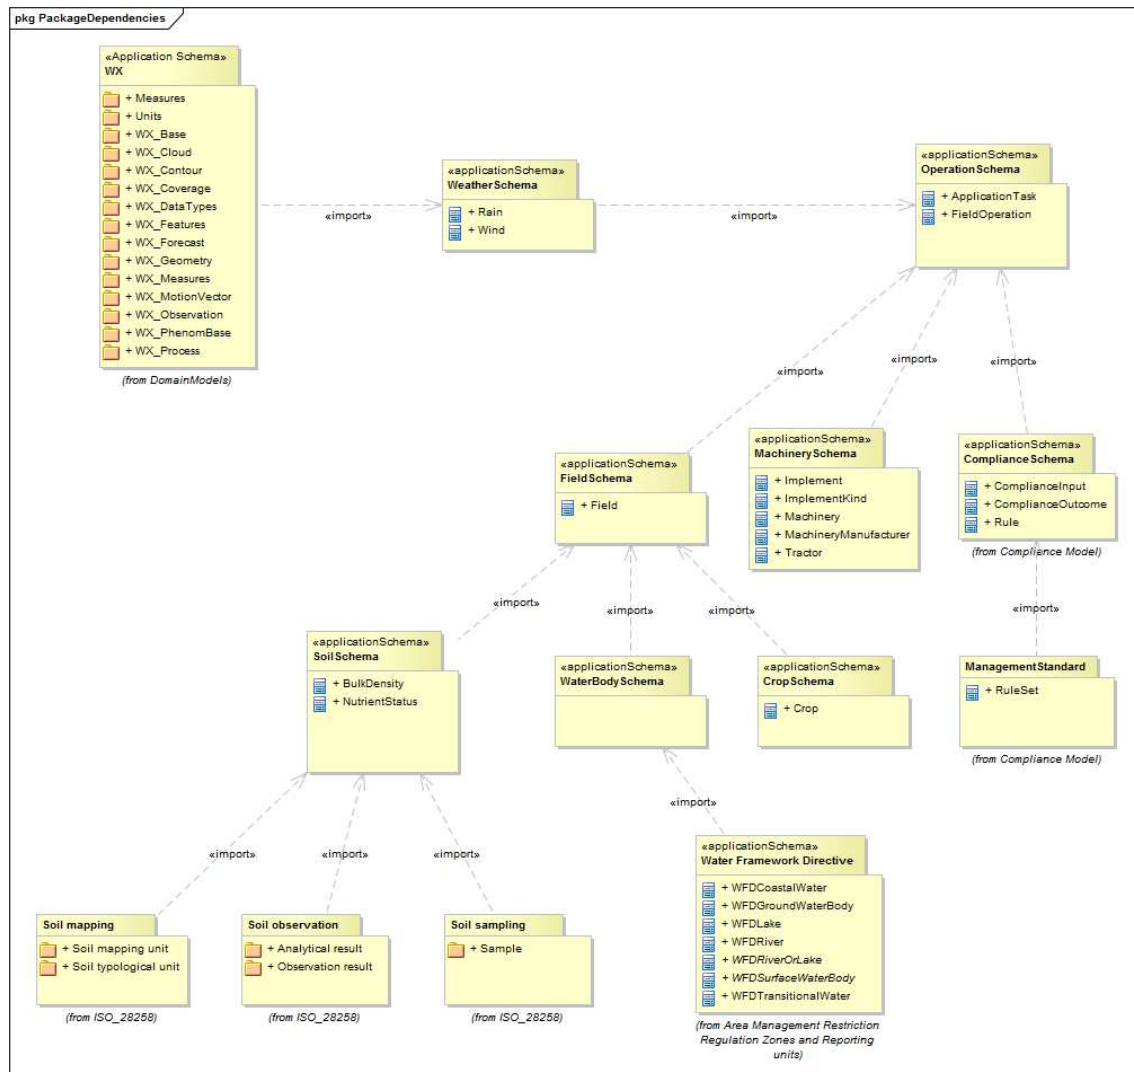 pkg PackageDependencies
«Application Schema»
WX
+ Measures
+ Units
+ WX_Base
+ WX_Cloud
+ WX_Contour
+ WX_Coverage
+ WX_DataTypes
+ WX_Features
+ WX_Forecast
+ WX_Geometry
+ WX_Measures
+ WX_MotionVector
+ WX_Observation
+ WX_PhenomBase
+ WX_Process
(from DomainModels)
«import»
«applicationSchema»
WeatherSchema
+ Rain
+ Wind
«import»
«applicationSchema»
OperationSchema
+ ApplicationTask
+ FieldOperation
«import»
«import»
«import»
«applicationSchema»
FieldSchema
+ Field
«applicationSchema»
MachinerySchema
+ Implement
+ ImplementKind
+ Machinery
+ MachineryManufacturer
+ Tractor
«applicationSchema»
ComplianceSchema
+ ComplianceInput
+ ComplianceOutcome
+ Rule
(from Compliance Model)
«import»
«import»
«import»
«import»
«applicationSchema»
SoilSchema
+ BulkDensity
+ NutrientStatus
«applicationSchema»
WaterBodySchema
«applicationSchema»
CropSchema
+ Crop
ManagementStandard
+ RuleSet
(from Compliance Model)
«import»
«import»
«import»
«import»
Soil mapping
+ Soil mapping unit
+ Soil typological unit
(from ISO_28258)
Soil observation
+ Analytical result
+ Observation result
(from ISO_28258)
Soil sampling
+ Sample
(from ISO_28258)
«applicationSchema»
Water Framework Directive
+ WFDCoastalWater
+ WFDGroundWaterBody
+ WFDLake
+ WFDRiver
+ WFDRiverOrLake
+ WFDSurfaceWaterBody
+ WFDTransitionalWater
(from Area Management Restriction
Regulation Zones and Reporting
units)